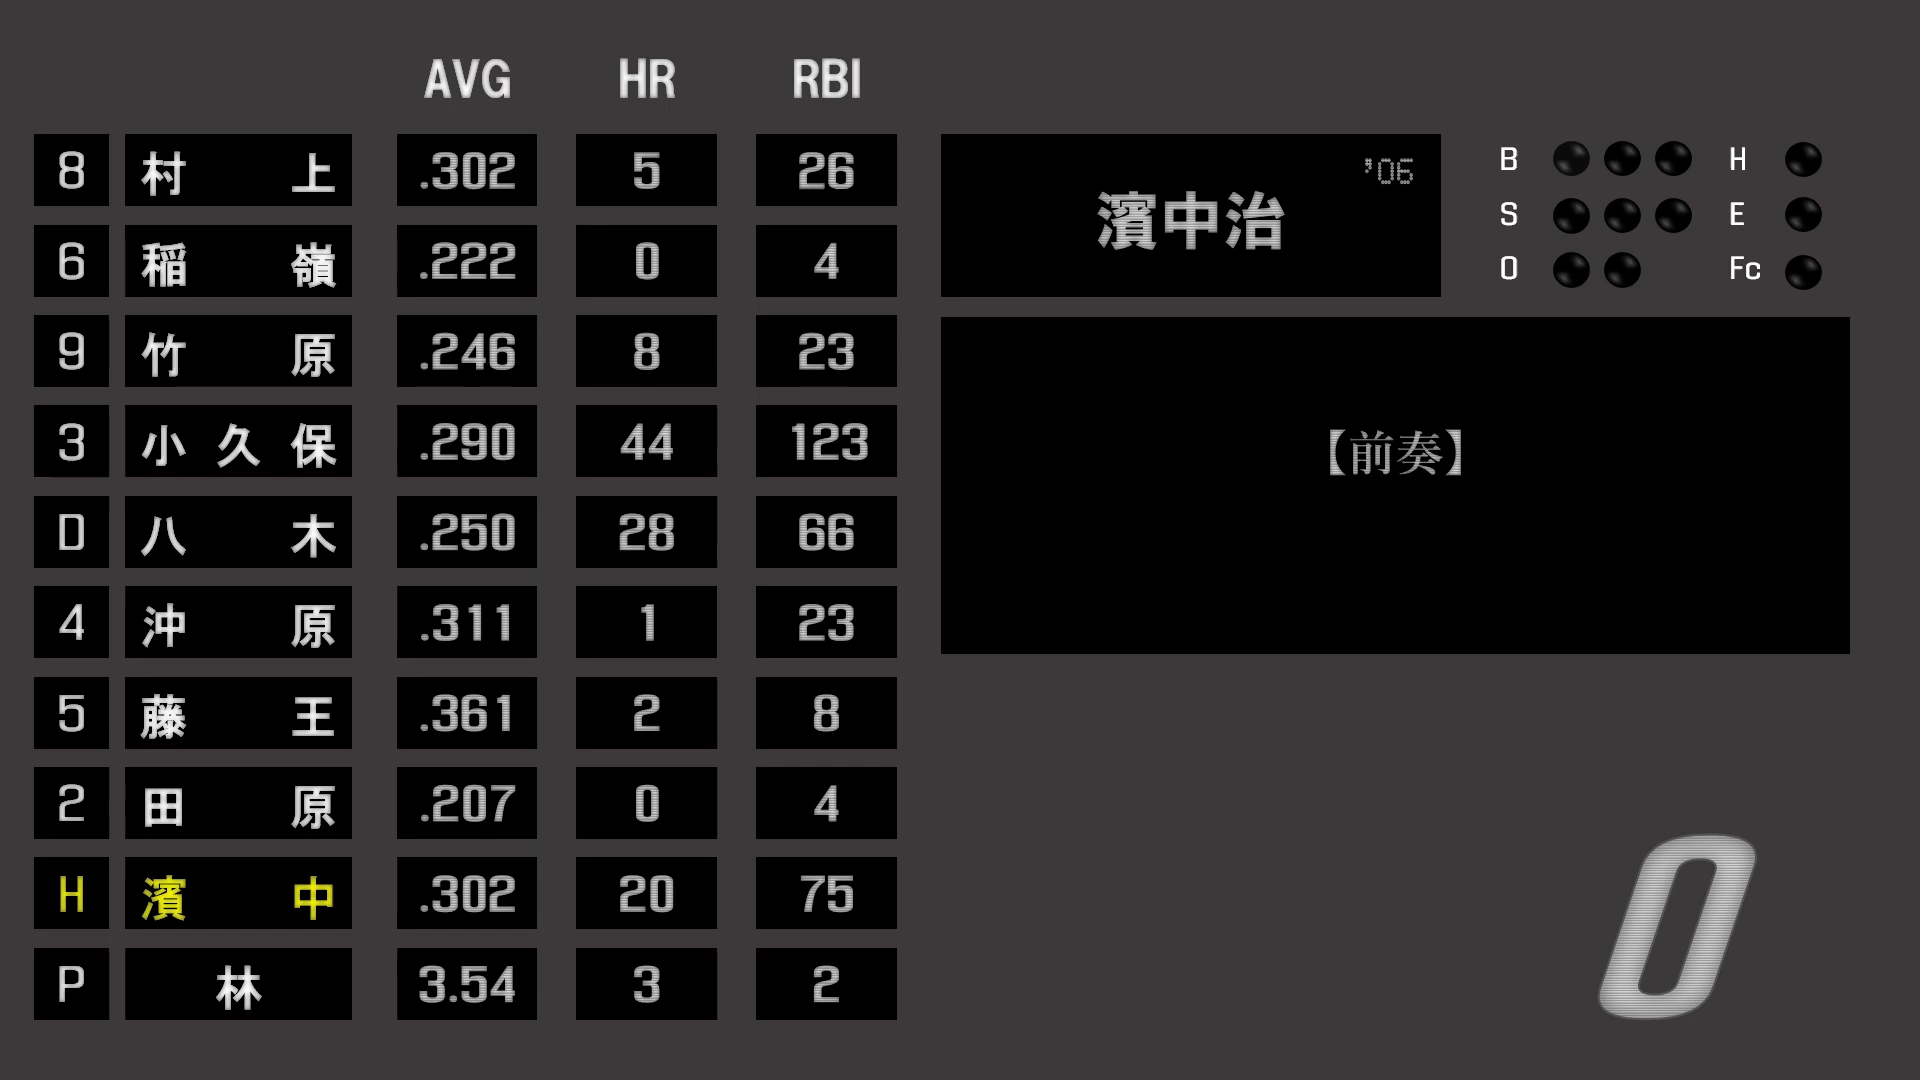 AVG HR RBI
8 村上 .302 5 26
6 稲嶺 .222 0 4
9 竹原 .246 8 23
3 小久保 .290 44 123
D 八木 .250 28 66
4 沖原 .311 1 23
5 藤王 .361 2 8
2 田原 .207 0 4
H 濱中 .302 20 75
P 林 3.54 3 2
'06
濱中治
B H
S E
O Fc
【前奏】
0